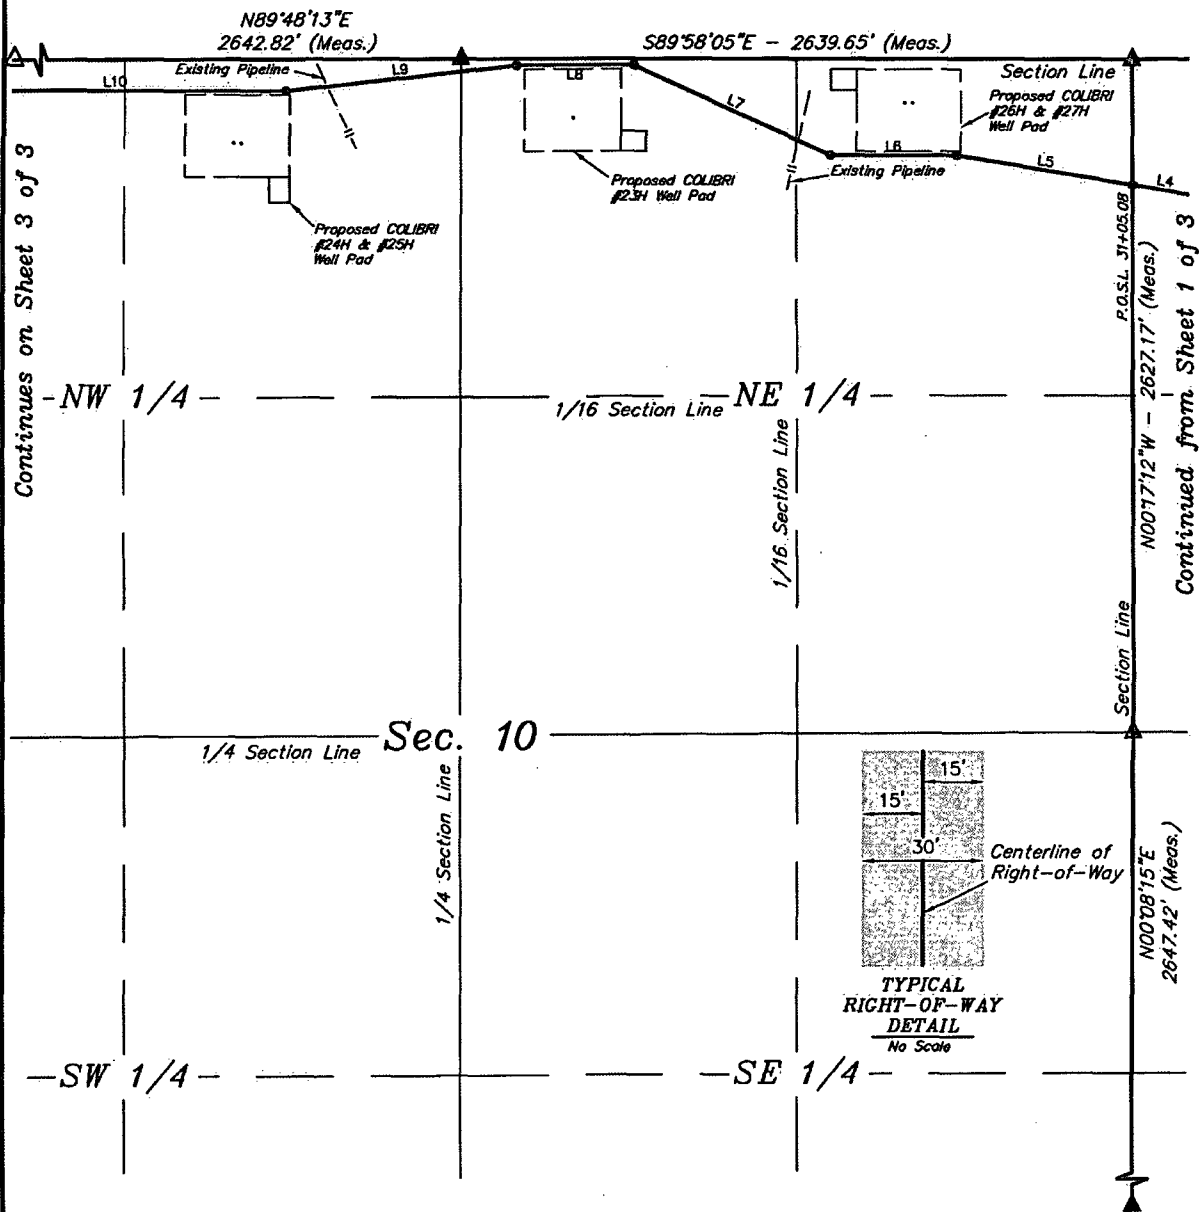 N89°48'13"E
2642.82' (Meas.)
S89°58'05"E - 2639.65' (Meas.)
Existing Pipeline
L10
L9
L8
L7
L6
L5
L4
Section Line
Proposed COLIBRI
#26H & #27H
Well Pad
Existing Pipeline
Proposed COLIBRI
#23H Well Pad
Proposed COLIBRI
#24H & #25H
Well Pad
Continues on Sheet 3 of 3
P.O.S.L. 31+05.08
N00°17'12"W - 2627.17' (Meas.)
Continued from Sheet 1 of 3
NW 1/4
1/16 Section Line
NE 1/4
1/16 Section Line
Section Line
Sec. 10
1/4 Section Line
1/4 Section Line
15'
15'
30'
Centerline of
Right-of-Way
N00°08'15"E
2647.42' (Meas.)
TYPICAL
RIGHT-OF-WAY
DETAIL
No Scale
SW 1/4
SE 1/4